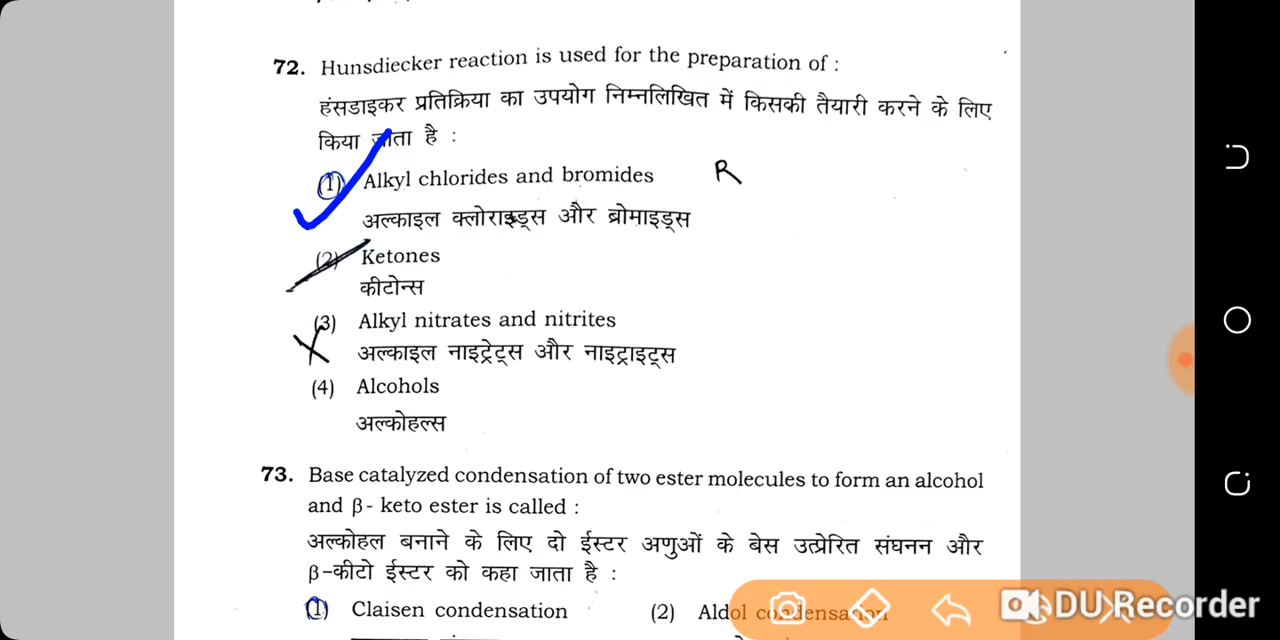 72. Hunsdiecker reaction is used for the preparation of :
हंसडाइकर प्रतिक्रिया का उपयोग निम्नलिखित में किसकी तैयारी करने के लिए
किया जाता है :
(1) Alkyl chlorides and bromides R
अल्काइल क्लोराइड्स और ब्रोमाइड्स
(2) Ketones
कीटोन्स
(3) Alkyl nitrates and nitrites
अल्काइल नाइट्रेट्स और नाइट्राइट्स
(4) Alcohols
अल्कोहल्स
73. Base catalyzed condensation of two ester molecules to form an alcohol
and β- keto ester is called :
अल्कोहल बनाने के लिए दो ईस्टर अणुओं के बेस उत्प्रेरित संघनन और
β-कीटो ईस्टर को कहा जाता है :
(1) Claisen condensation (2) Aldol condensation
DU Recorder